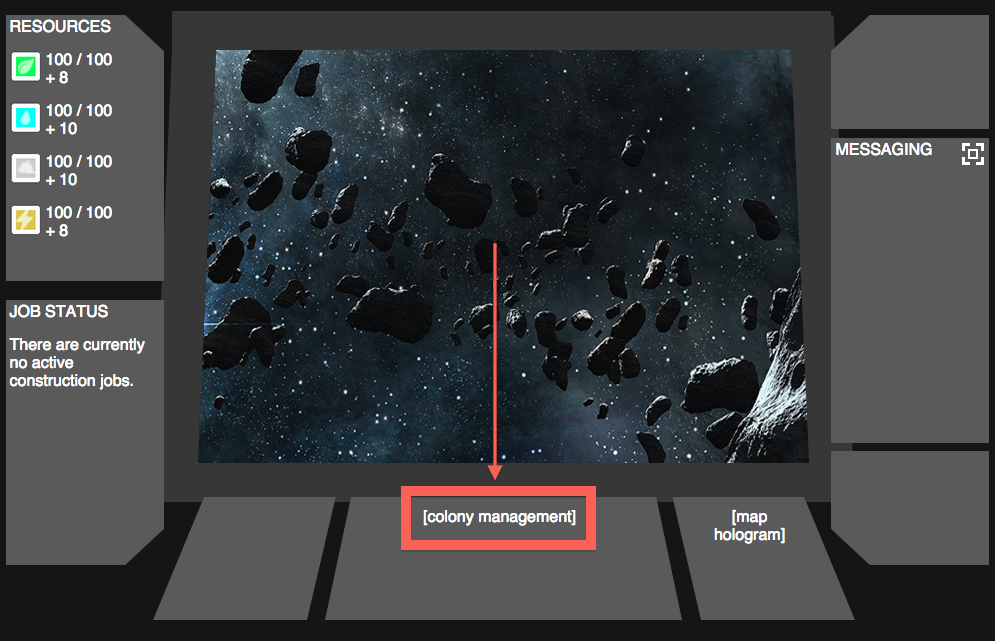 RESOURCES
100 / 100
+ 8
100 / 100
+ 10
100 / 100
+ 10
100 / 100
+ 8
JOB STATUS
There are currently
no active
construction jobs.
MESSAGING
[colony management]
[map
hologram]